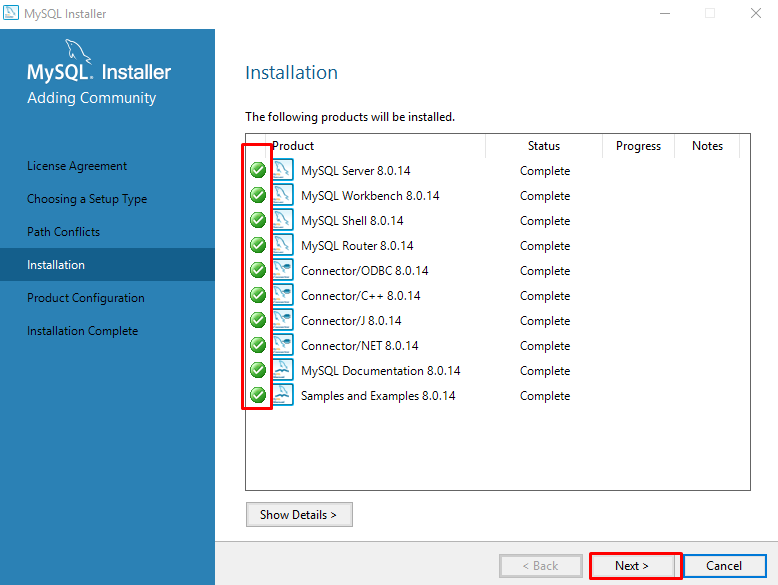 MySQL Installer
MySQL. Installer
Adding Community
License Agreement
Choosing a Setup Type
Path Conflicts
Installation
Product Configuration
Installation Complete
Installation
The following products will be installed.
Product Status Progress Notes
MySQL Server 8.0.14 Complete
MySQL Workbench 8.0.14 Complete
MySQL Shell 8.0.14 Complete
MySQL Router 8.0.14 Complete
Connector/ODBC 8.0.14 Complete
Connector/C++ 8.0.14 Complete
Connector/J 8.0.14 Complete
Connector/NET 8.0.14 Complete
MySQL Documentation 8.0.14 Complete
Samples and Examples 8.0.14 Complete
Show Details >
< Back Next > Cancel